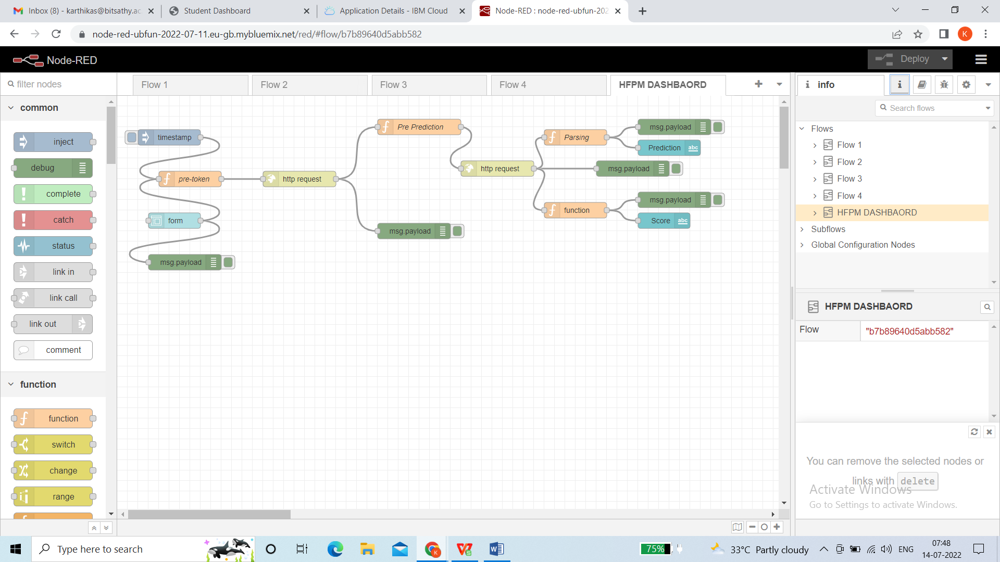 Inbox (8) - karthikas@bitsathy.ac.
Student Dashboard
Application Details - IBM Cloud
Node-RED : node-red-ubfun-202
node-red-ubfun-2022-07-11.eu-gb.mybluemix.net/red/#flow/b7b89640d5abb582
K
Node-RED
Deploy
filter nodes
Flow 1
Flow 2
Flow 3
Flow 4
HFPM DASHBAORD
info
Search flows
common
inject
debug
complete
catch
status
link in
link call
link out
comment
function
function
switch
change
range
timestamp
pre-token
form
msg.payload
http request
Pre Prediction
msg.payload
http request
Parsing
msg.payload
Prediction abc
msg.payload
function
msg.payload
Score abc
Flows
Flow 1
Flow 2
Flow 3
Flow 4
HFPM DASHBAORD
Subflows
Global Configuration Nodes
HFPM DASHBAORD
Flow "b7b89640d5abb582"
You can remove the selected nodes or
links with delete
Activate Windows
Go to Settings to activate Windows.
Type here to search
75%
33°C Partly cloudy
ENG
07:48
14-07-2022